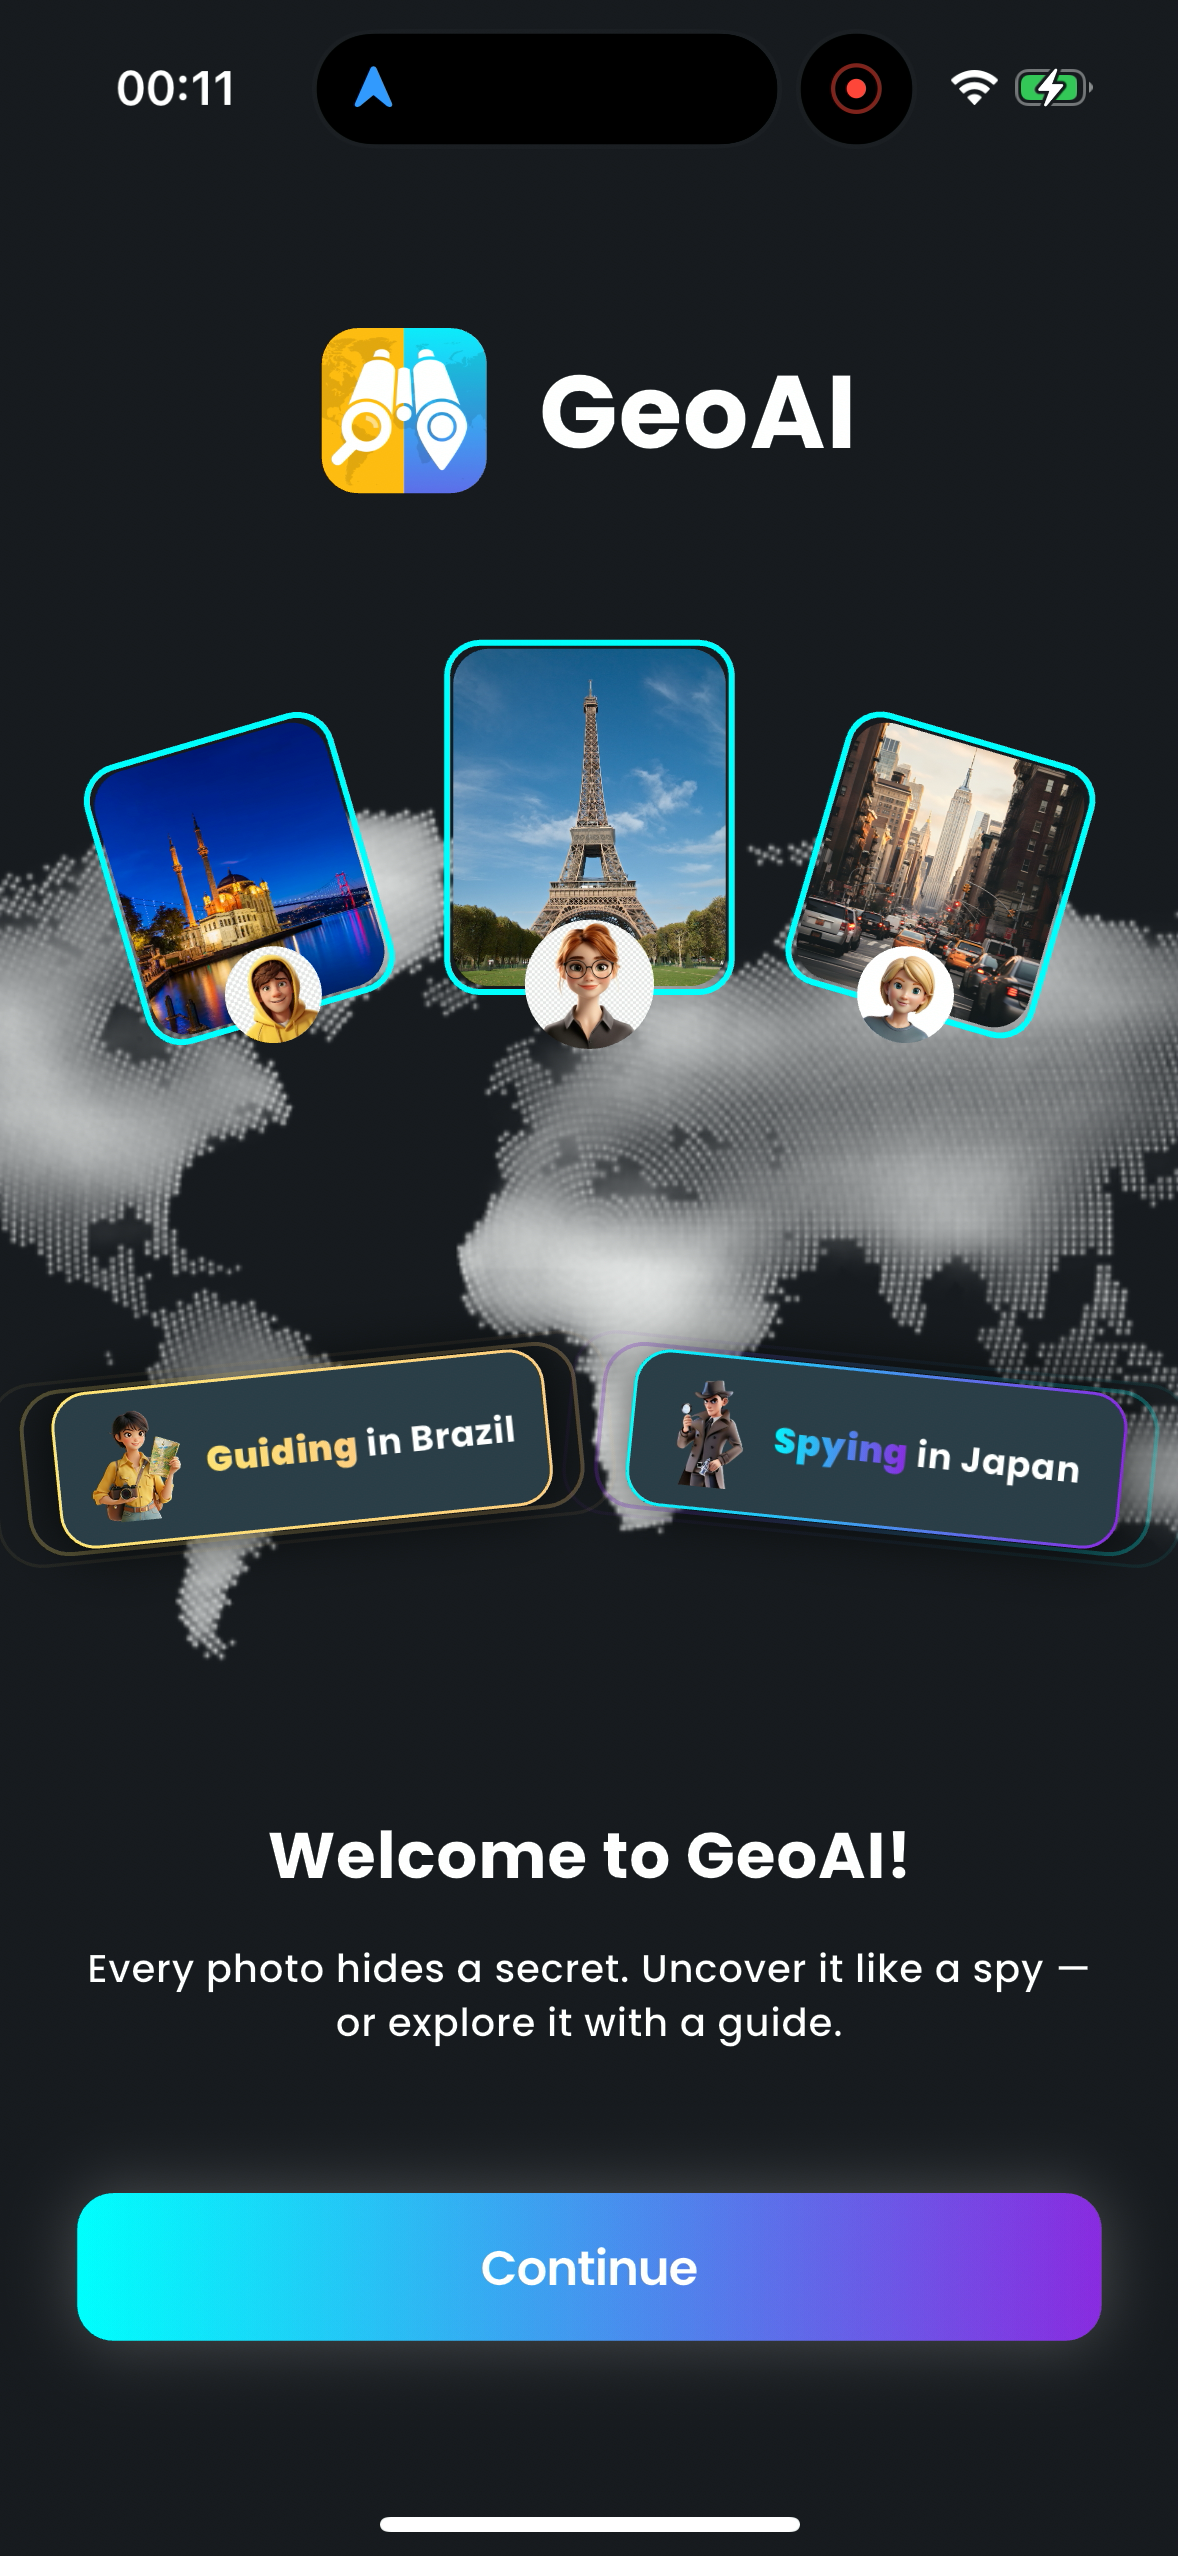 00:11
GeoAI
Guiding in Brazil
Spying in Japan
Welcome to GeoAI!
Every photo hides a secret. Uncover it like a spy —
or explore it with a guide.
Continue